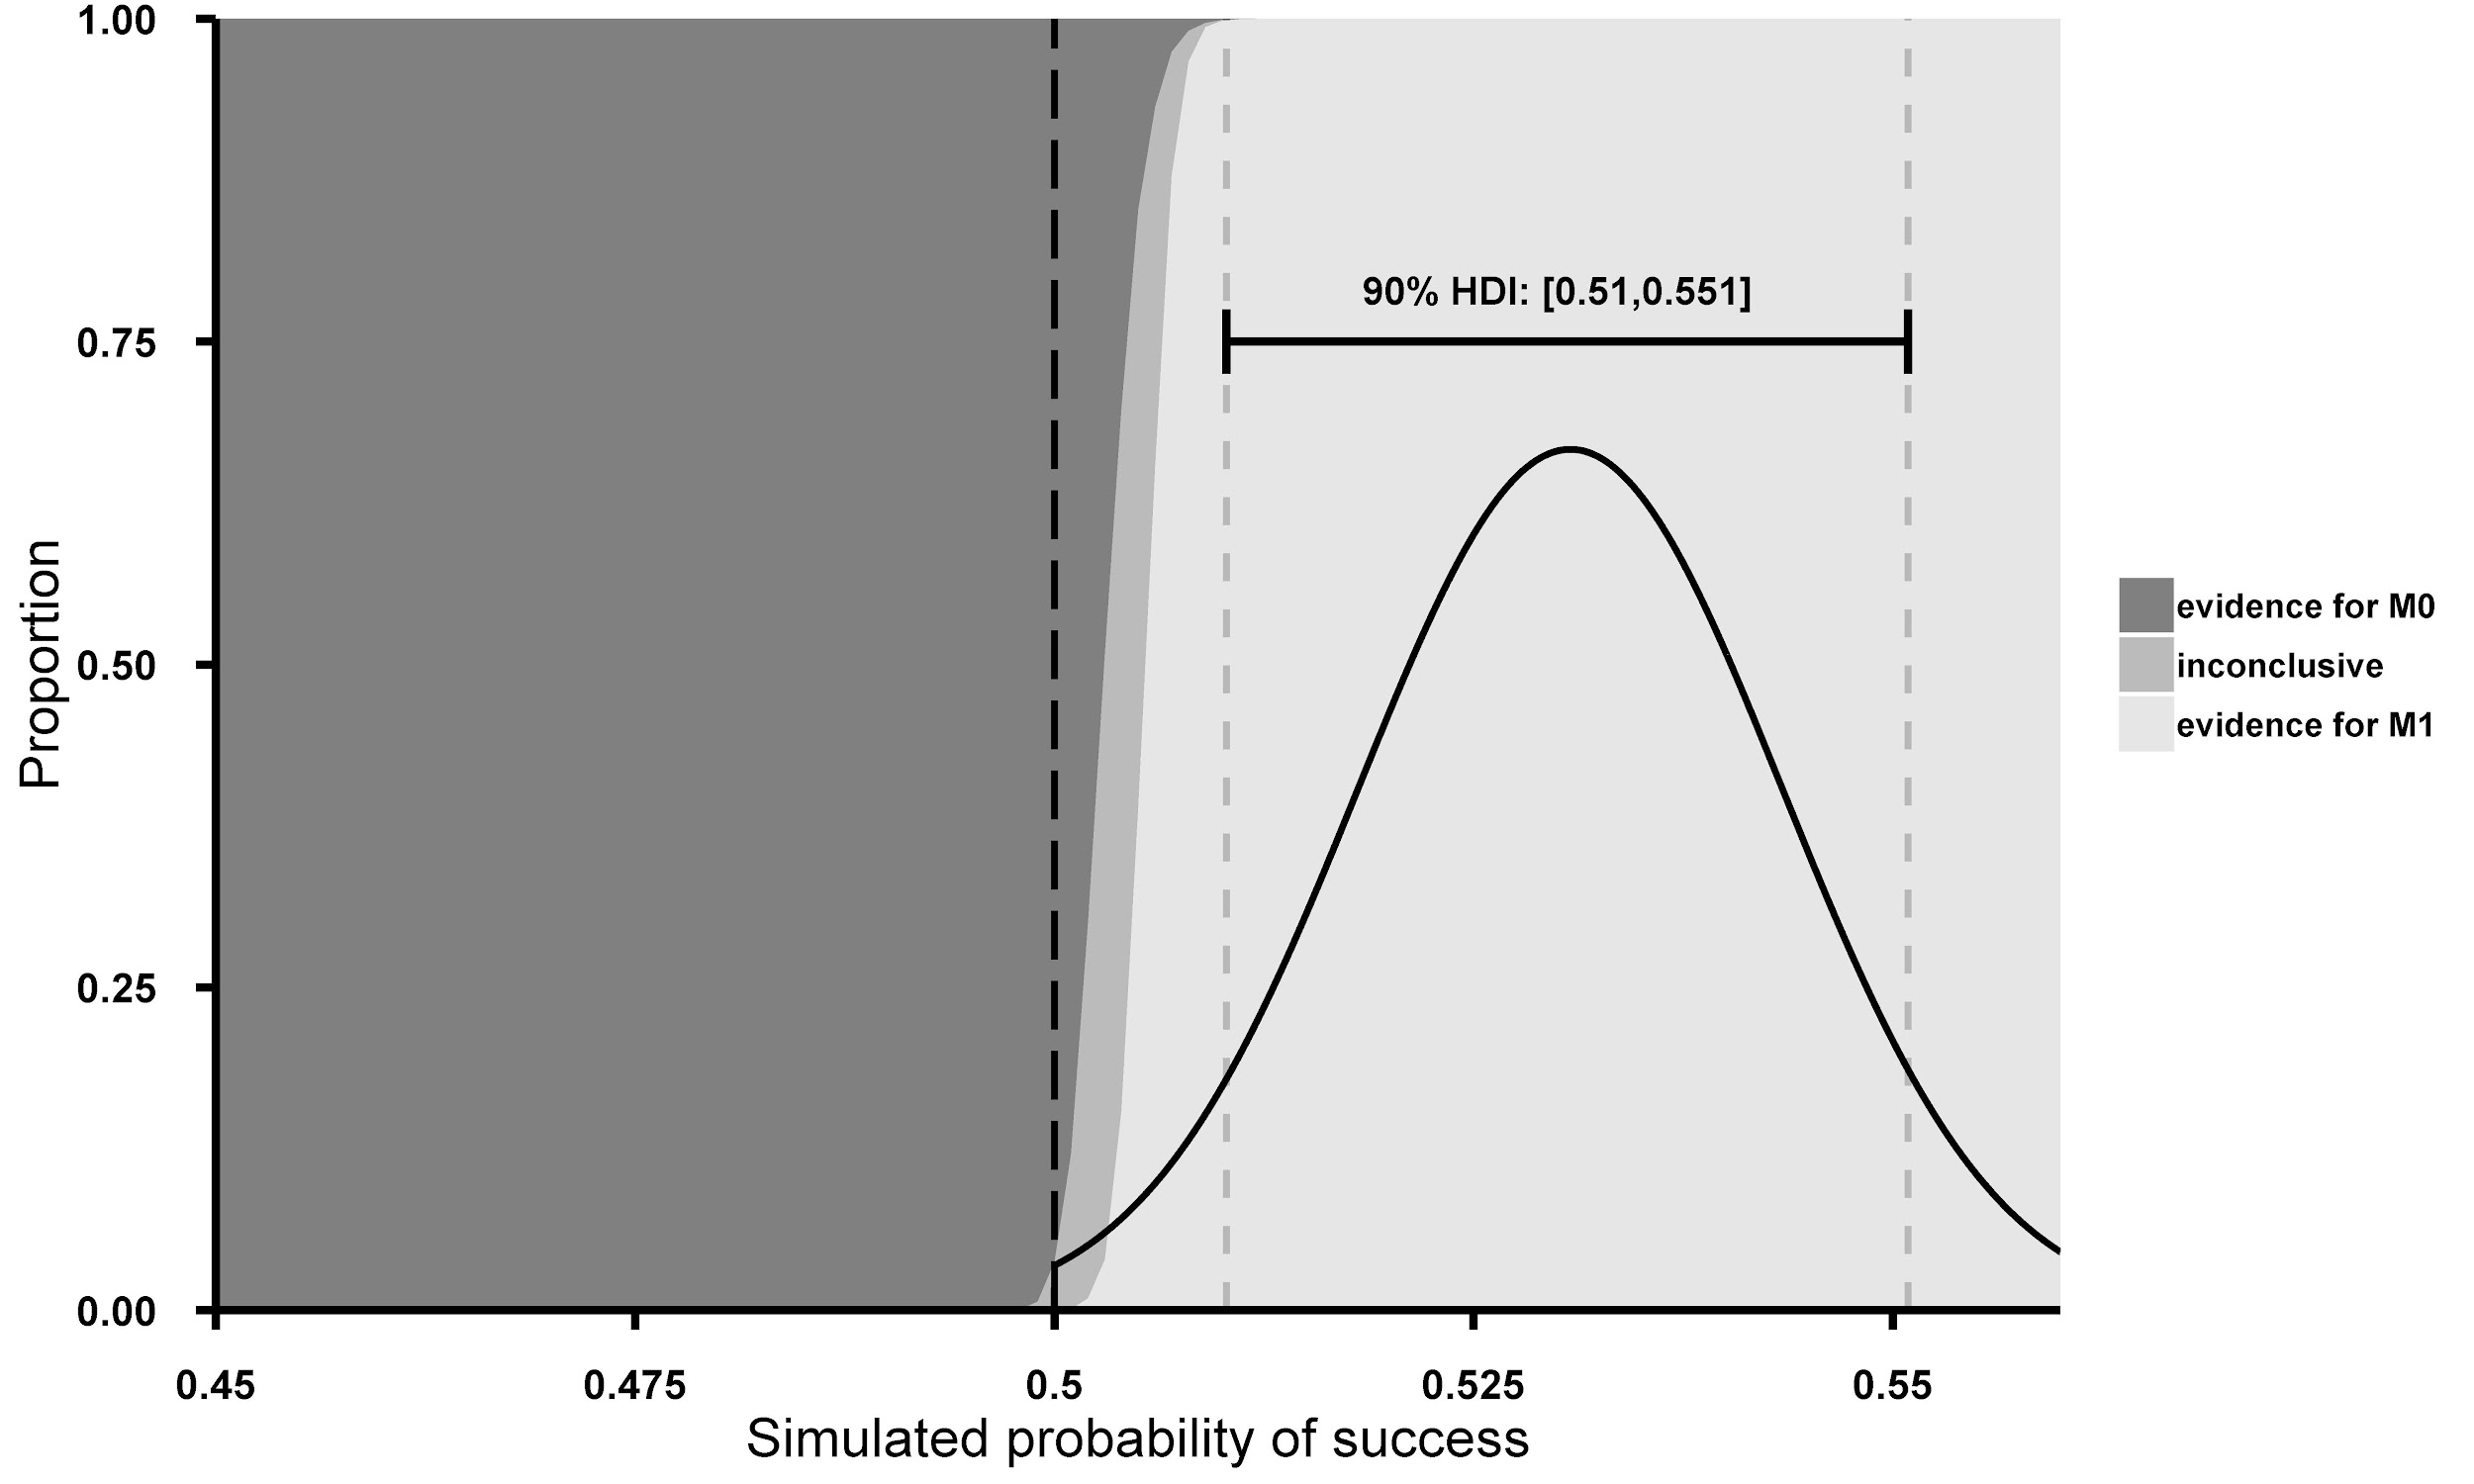 1.00
0.75
0.50
0.25
0.00
Proportion
90% HDI: [0.51,0.551]
evidence for M0
inconclusive
evidence for M1
0.45 0.475 0.5 0.525 0.55
Simulated probability of success